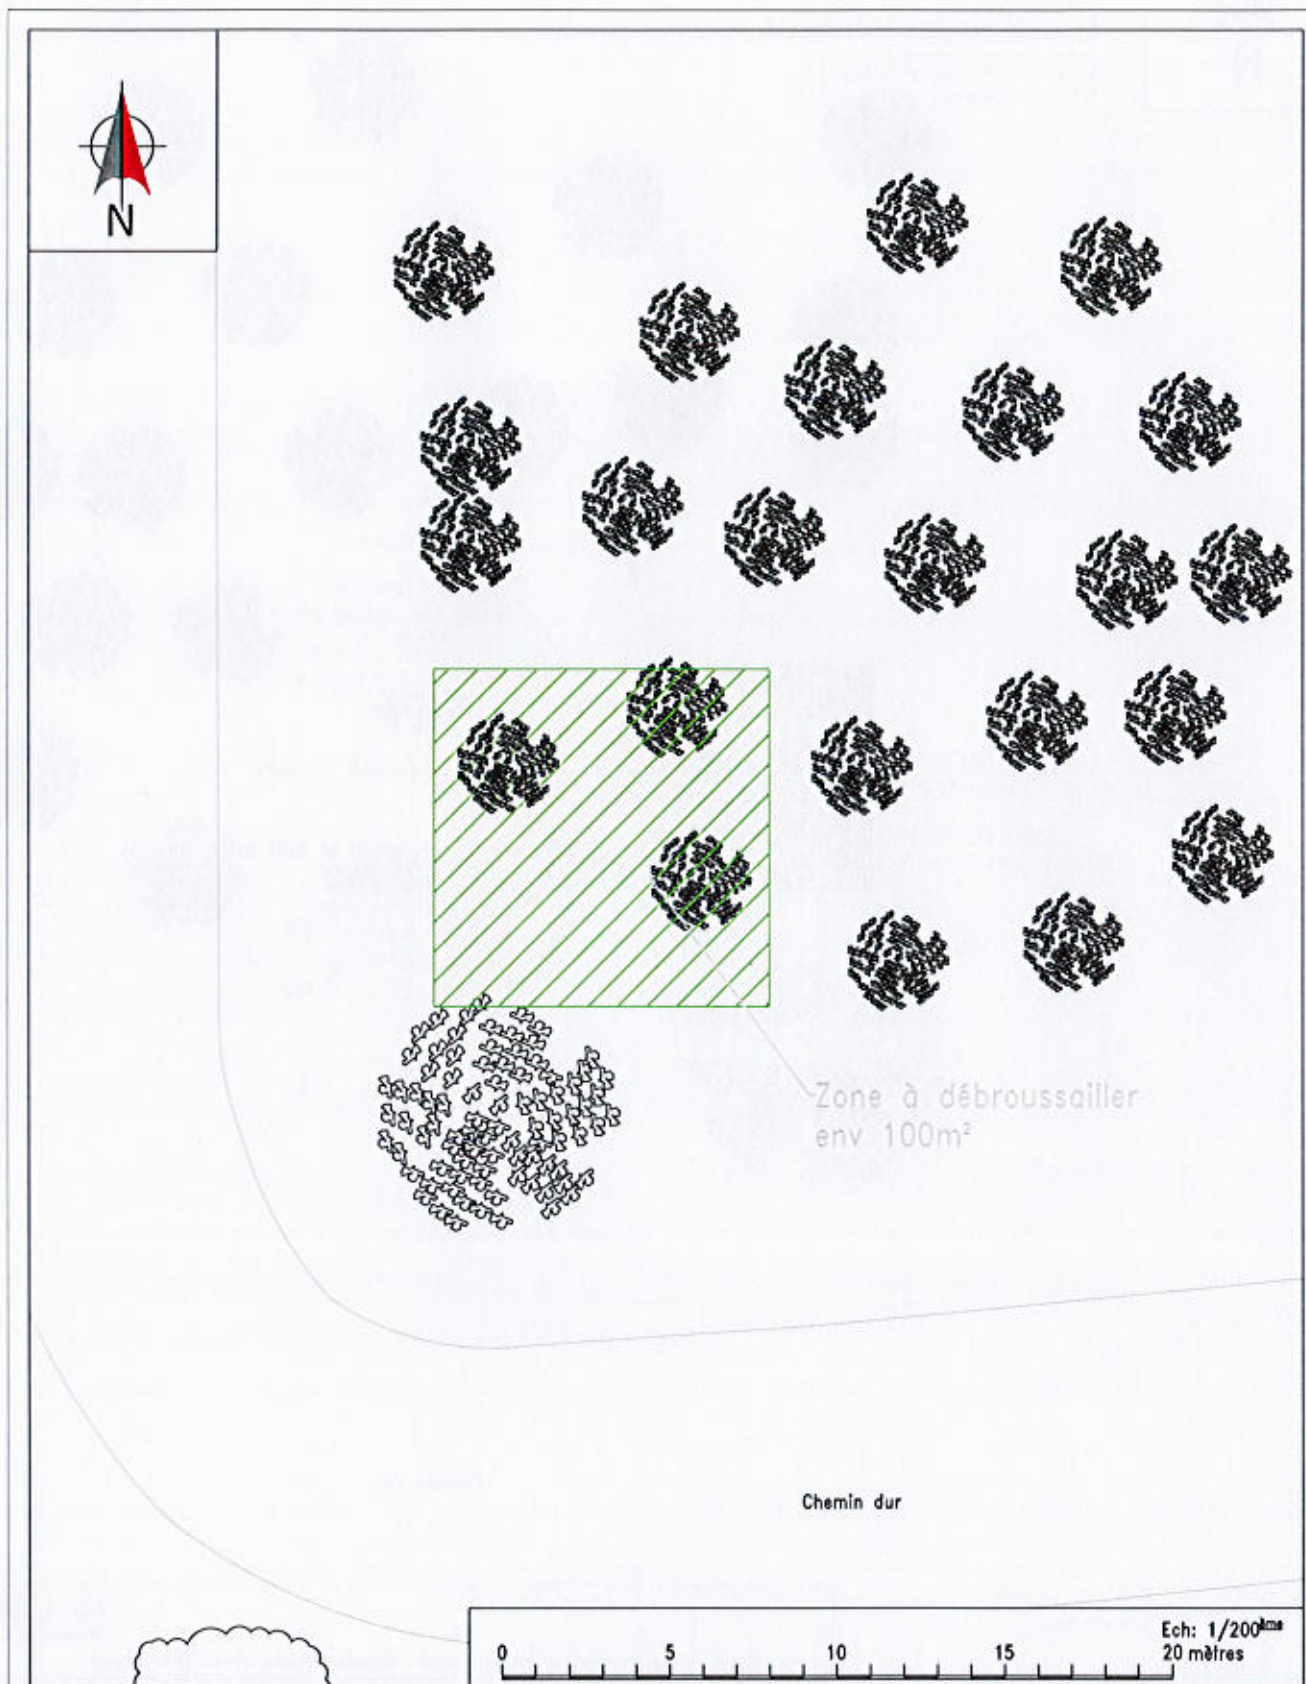 N
Zone à débroussailler
env 100m²
Chemin dur
Ech: 1/200ème
0 5 10 15 20 mètres